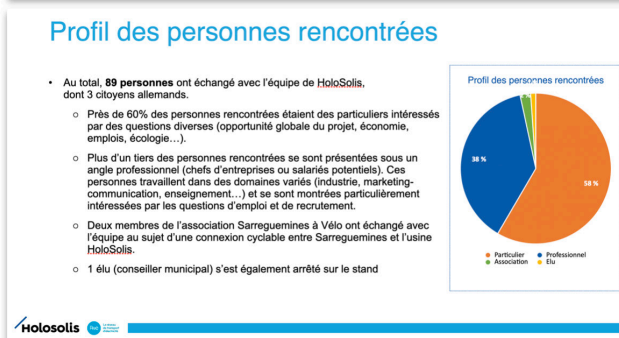 Profil des personnes rencontrées
• Au total, 89 personnes ont échangé avec l'équipe de HoloSolis,
dont 3 citoyens allemands.
○ Près de 60% des personnes rencontrées étaient des particuliers intéressés
par des questions diverses (opportunité globale du projet, économie,
emplois, écologie…).
○ Plus d'un tiers des personnes rencontrées se sont présentées sous un
angle professionnel (chefs d'entreprises ou salariés potentiels). Ces
personnes travaillent dans des domaines variés (industrie, marketing-
communication, enseignement…) et se sont montrées particulièrement
intéressées par les questions d'emploi et de recrutement.
○ Deux membres de l'association Sarreguemines à Vélo ont échangé avec
l'équipe au sujet d'une connexion cyclable entre Sarreguemines et l'usine
HoloSolis.
○ 1 élu (conseiller municipal) s'est également arrêté sur le stand
Profil des personnes rencontrées
38 %
58 %
Particulier Professionnel
Association Elu
Holosolis